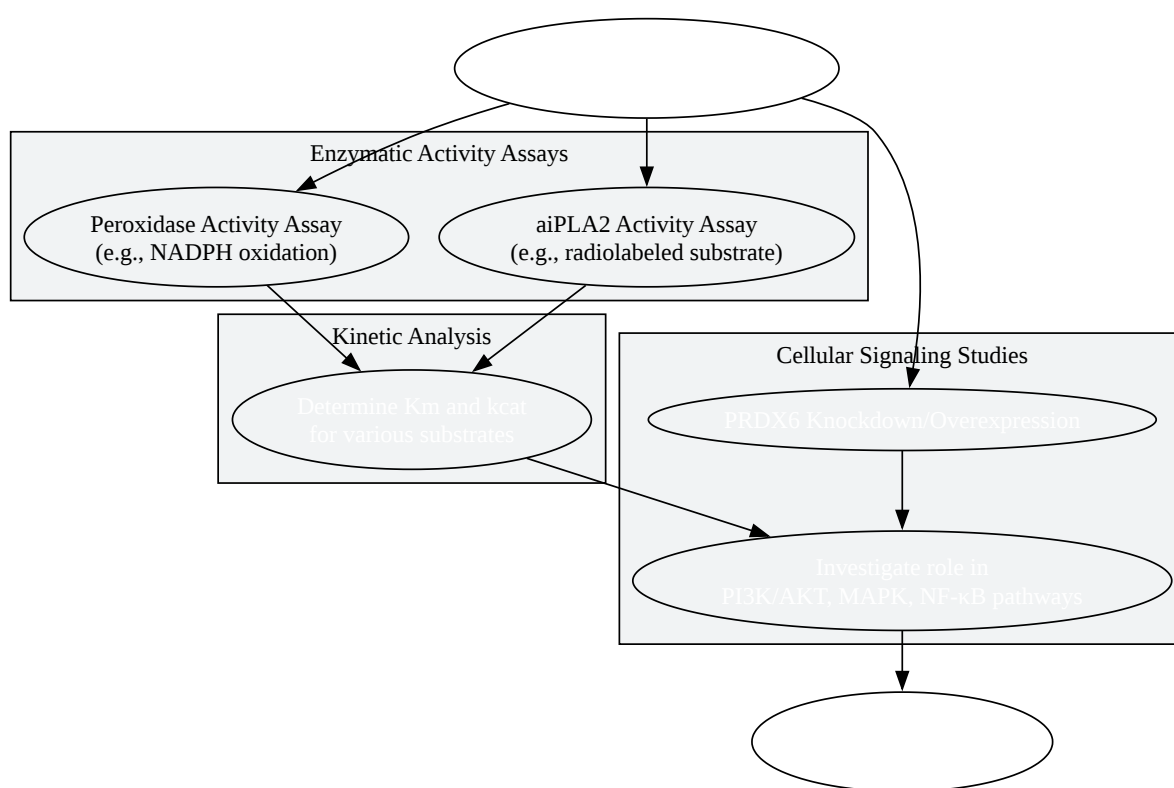 Enzymatic Activity Assays
Peroxidase Activity Assay
(e.g., NADPH oxidation)
aiPLA2 Activity Assay
(e.g., radiolabeled substrate)
Kinetic Analysis
Determine Km and kcat
for various substrates
Cellular Signaling Studies
PRDX6 Knockdown/Overexpression
Investigate role in
PI3K/AKT, MAPK, NF-κB pathways